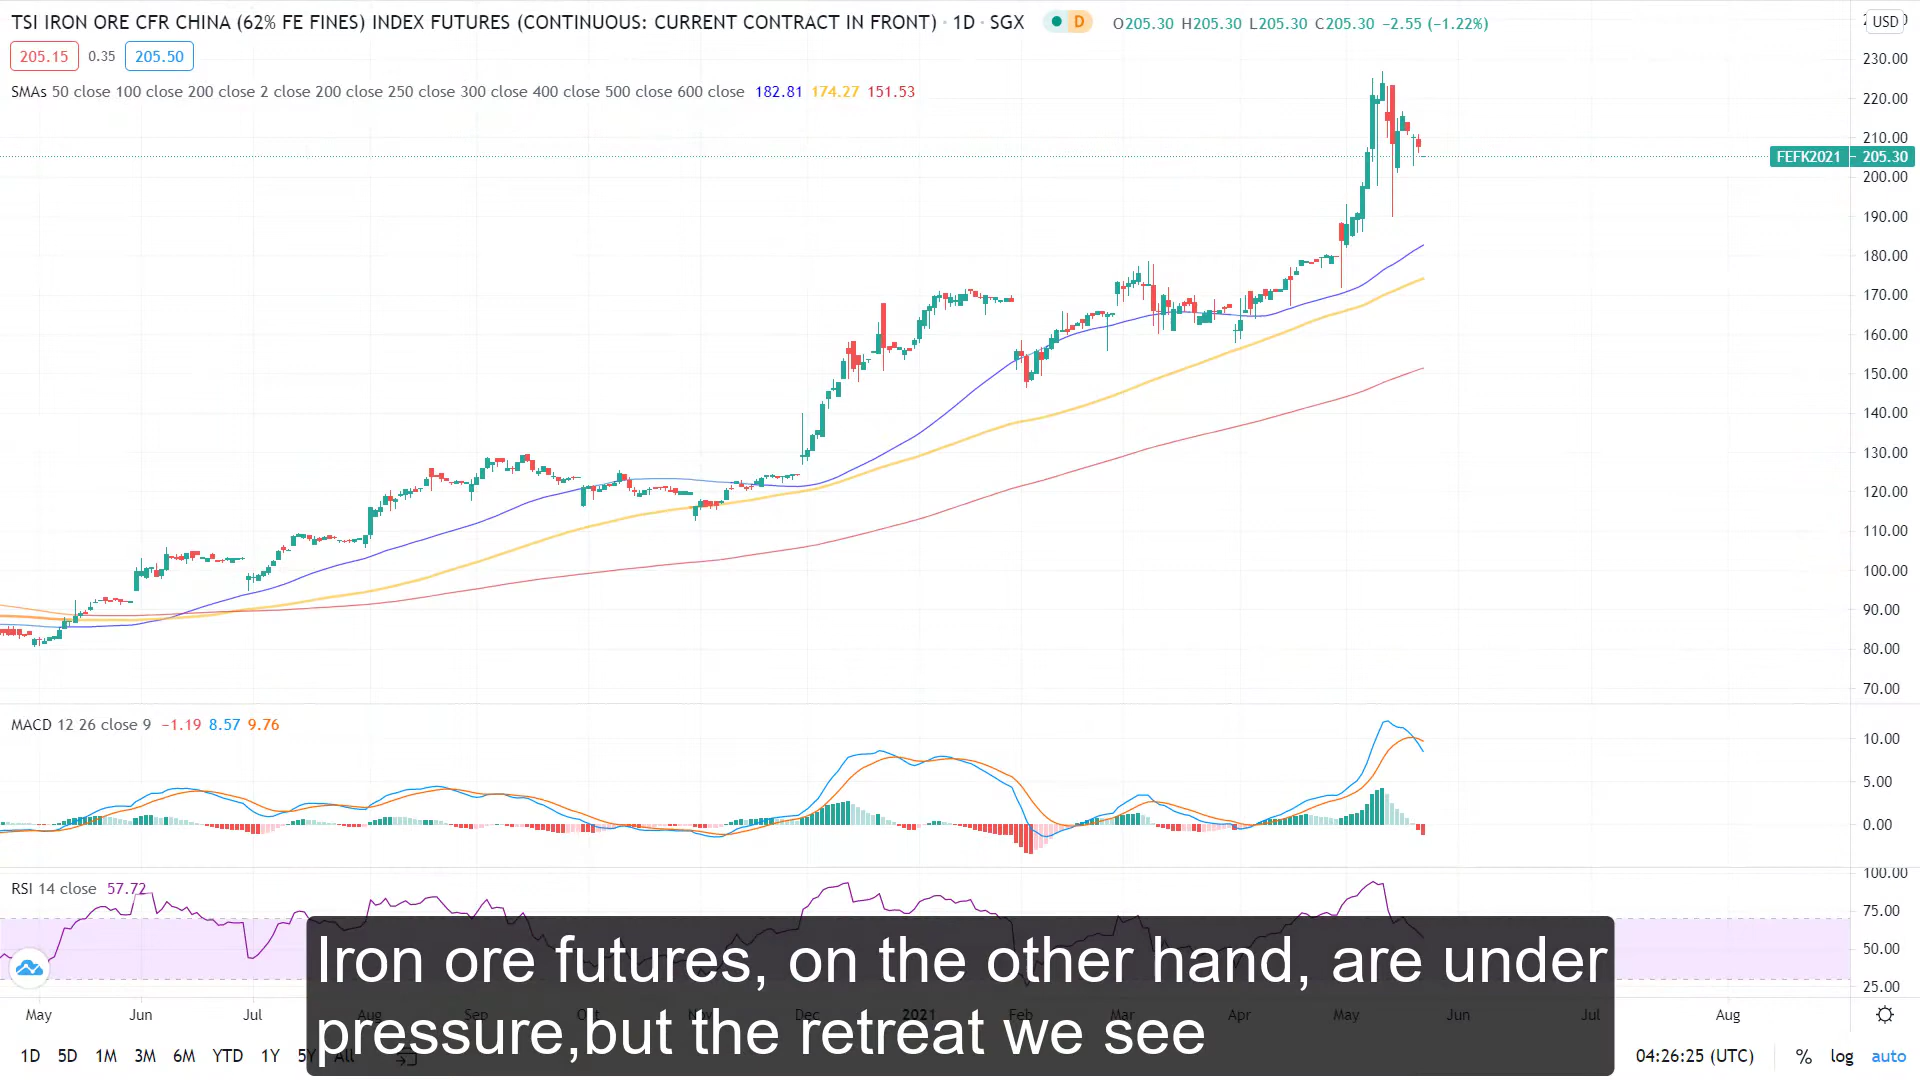 TSI IRON ORE CFR CHINA (62% FE FINES) INDEX FUTURES (CONTINUOUS: CURRENT CONTRACT IN FRONT) · 1D · SGX D O205.30 H205.30 L205.30 C205.30 −2.55 (−1.22%) USD
205.15 0.35 205.50
SMAs 50 close 100 close 200 close 2 close 200 close 250 close 300 close 400 close 500 close 600 close 182.81 174.27 151.53
230.00
220.00
210.00
FEFK2021 205.30
200.00
190.00
180.00
170.00
160.00
150.00
140.00
130.00
120.00
110.00
100.00
90.00
80.00
70.00
MACD 12 26 close 9 −1.19 8.57 9.76
10.00
5.00
0.00
RSI 14 close 57.72
100.00
75.00
50.00
25.00
Iron ore futures, on the other hand, are under
pressure,but the retreat we see
May Jun Jul Aug Sep Oct Nov Dec 2021 Feb Mar Apr May Jun Jul Aug
1D 5D 1M 3M 6M YTD 1Y 5Y All 04:26:25 (UTC) % log auto